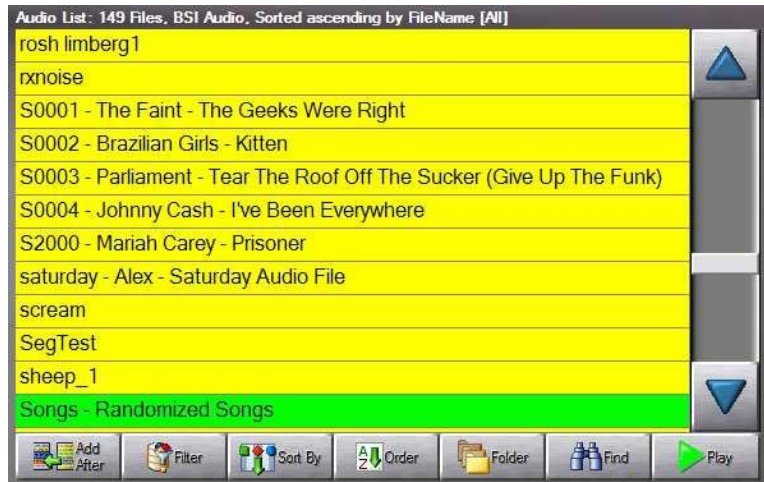 Audio List: 149 Files, BSI Audio, Sorted ascending by FileName [All]
rosh limberg1
rxnoise
S0001 - The Faint - The Geeks Were Right
S0002 - Brazilian Girls - Kitten
S0003 - Parliament - Tear The Roof Off The Sucker (Give Up The Funk)
S0004 - Johnny Cash - I've Been Everywhere
S2000 - Mariah Carey - Prisoner
saturday - Alex - Saturday Audio File
scream
SegTest
sheep_1
Songs - Randomized Songs
Add After
Filter
Sort By
A Z Order
Folder
Find
Play